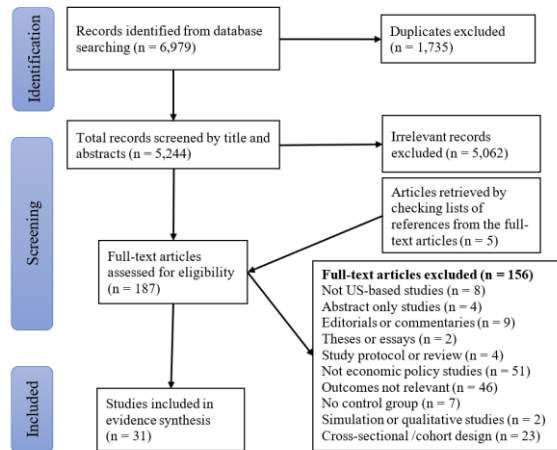 Identification
Records identified from database
searching (n = 6,979)
Duplicates excluded
(n = 1,735)
Screening
Total records screened by title and
abstracts (n = 5,244)
Irrelevant records
excluded (n = 5,062)
Articles retrieved by
checking lists of
references from the full-
text articles (n = 5)
Full-text articles
assessed for eligibility
(n = 187)
Full-text articles excluded (n = 156)
Not US-based studies (n = 8)
Abstract only studies (n = 4)
Editorials or commentaries (n = 9)
Theses or essays (n = 2)
Study protocol or review (n = 4)
Not economic policy studies (n = 51)
Outcomes not relevant (n = 46)
No control group (n = 7)
Simulation or qualitative studies (n = 2)
Cross-sectional /cohort design (n = 23)
Included
Studies included in
evidence synthesis
(n = 31)